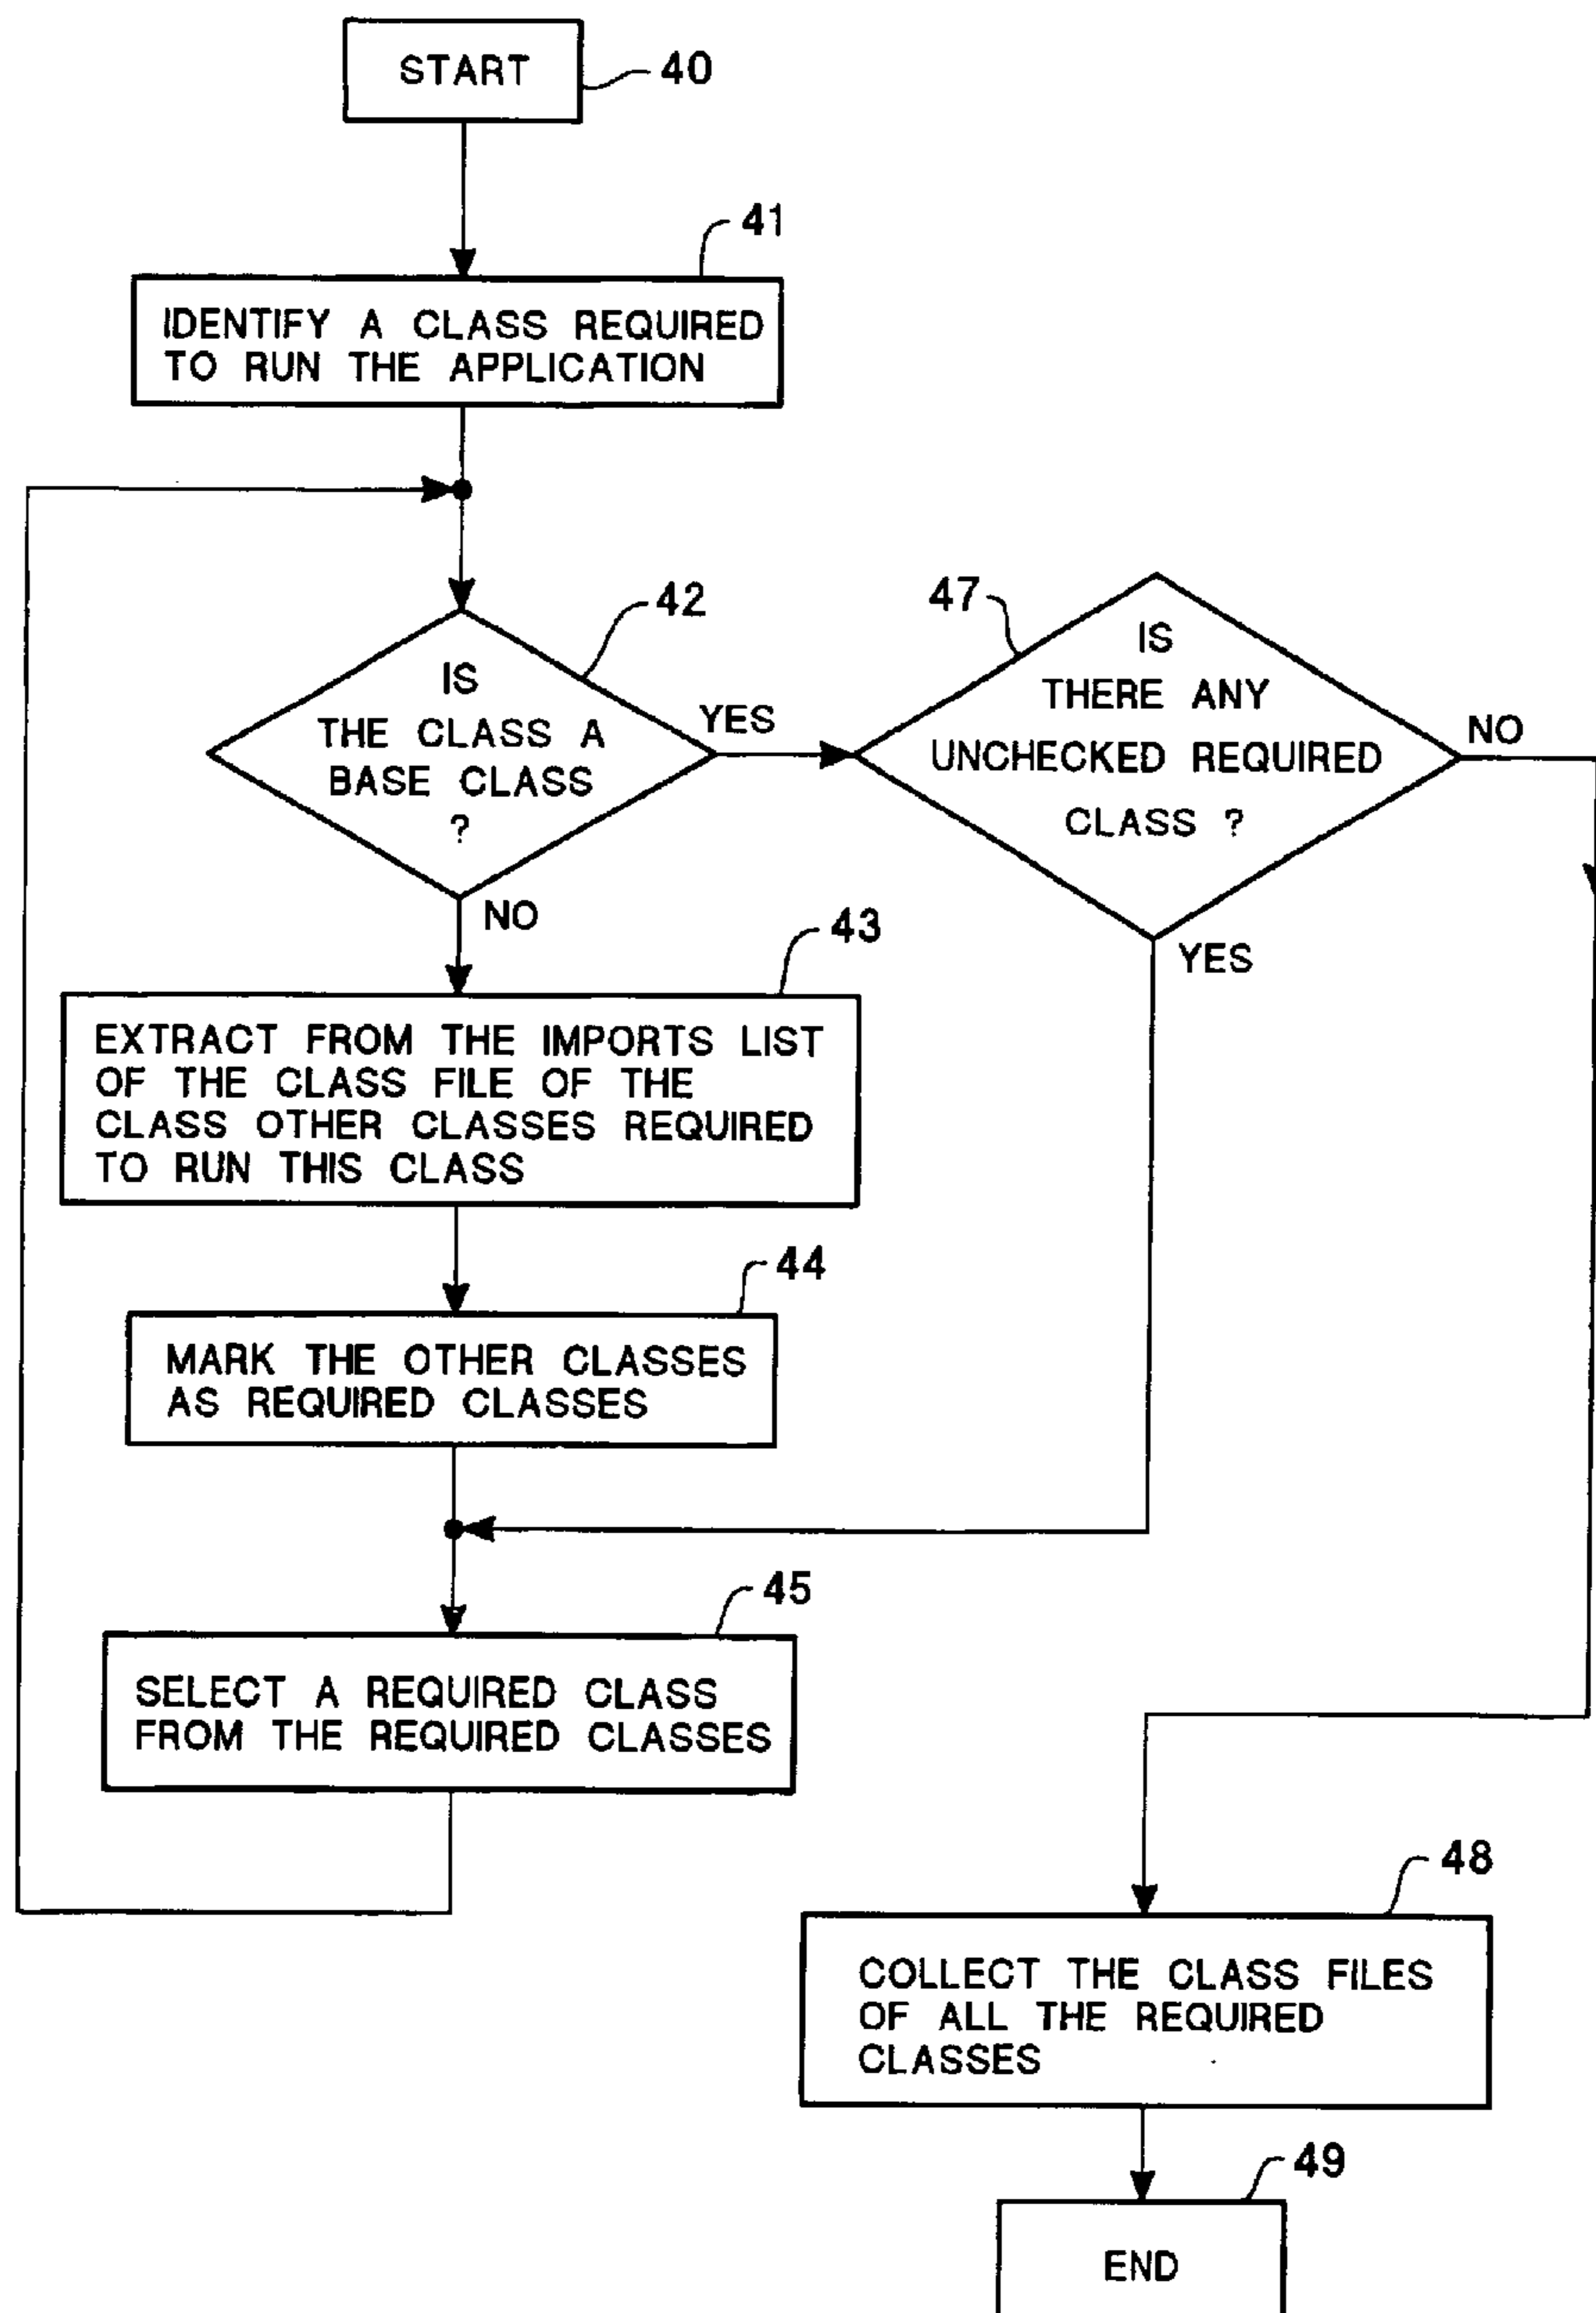 START
40
41
IDENTIFY A CLASS REQUIRED
TO RUN THE APPLICATION
42
IS
THE CLASS A
BASE CLASS
?
YES
NO
47
IS
THERE ANY
UNCHECKED REQUIRED
CLASS ?
NO
YES
43
EXTRACT FROM THE IMPORTS LIST
OF THE CLASS FILE OF THE
CLASS OTHER CLASSES REQUIRED
TO RUN THIS CLASS
44
MARK THE OTHER CLASSES
AS REQUIRED CLASSES
45
SELECT A REQUIRED CLASS
FROM THE REQUIRED CLASSES
48
COLLECT THE CLASS FILES
OF ALL THE REQUIRED
CLASSES
49
END